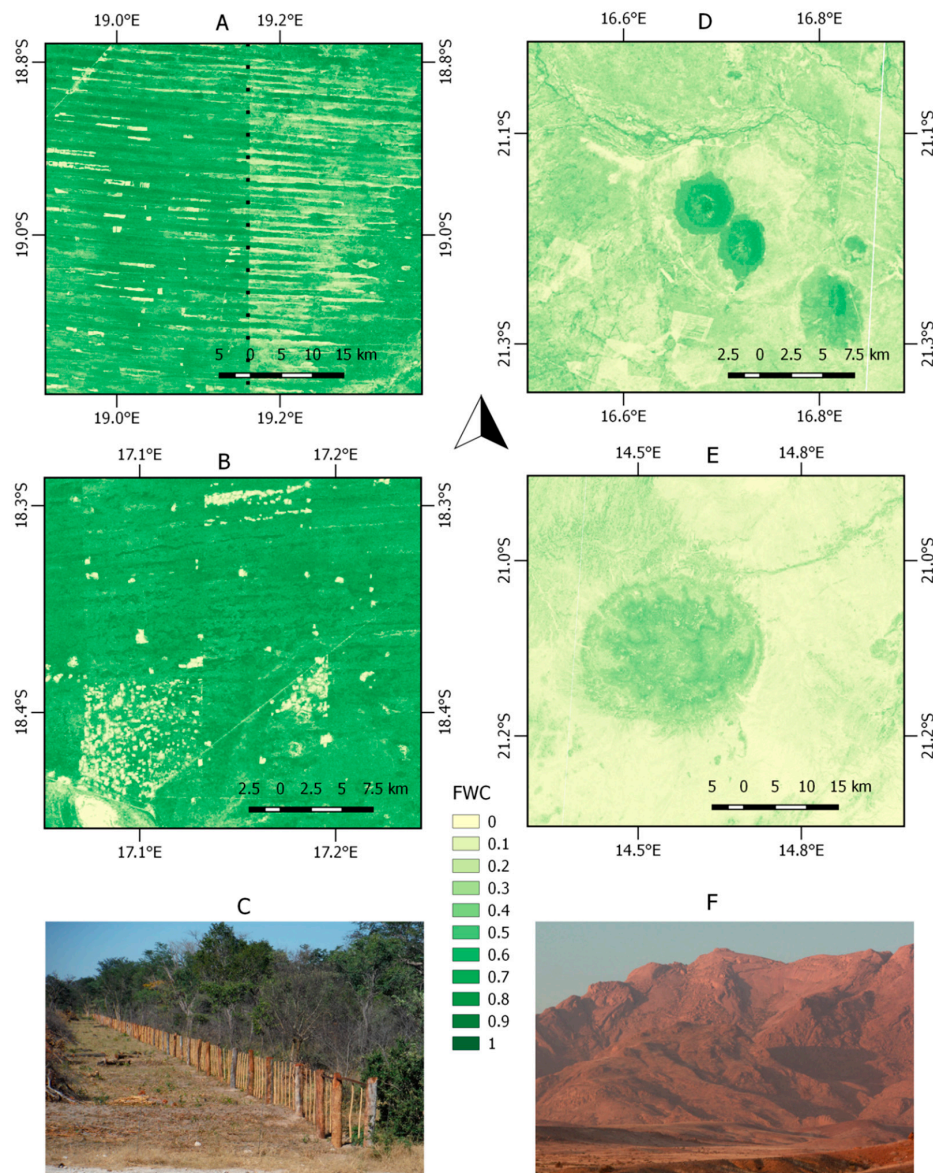 A
19.0°E 19.2°E
18.8°S 18.8°S
19.0°S 19.0°S
5 0 5 10 15 km
19.0°E 19.2°E
D
16.6°E 16.8°E
21.1°S 21.1°S
21.3°S 21.3°S
2.5 0 2.5 5 7.5 km
16.6°E 16.8°E
B
17.1°E 17.2°E
18.3°S 18.3°S
18.4°S 18.4°S
2.5 0 2.5 5 7.5 km
17.1°E 17.2°E
E
14.5°E 14.8°E
21.0°S 21.0°S
21.2°S 21.2°S
5 0 5 10 15 km
14.5°E 14.8°E
FWC
0
0.1
0.2
0.3
0.4
0.5
0.6
0.7
0.8
0.9
1
C
F